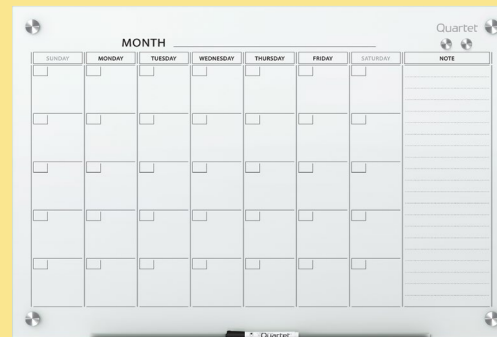 Quartet
MONTH
SUNDAY MONDAY TUESDAY WEDNESDAY THURSDAY FRIDAY SATURDAY NOTE
Quartet